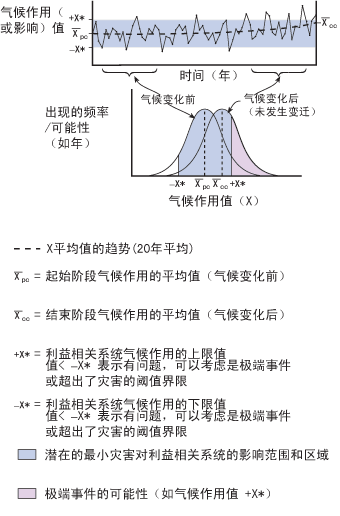 气候作用（
或影响）值
+X*
X̅pc
−X*
X̅cc
时间（年）
气候变化前
气候变化后
（未发生变迁）
出现的频率
/可能性
（如年）
−X* X̅pc X̅cc +X*
气候作用值（X）
X平均值的趋势(20年平均)
X̅pc = 起始阶段气候作用的平均值（气候变化前）
X̅cc = 结束阶段气候作用的平均值（气候变化后）
+X* = 利益相关系统气候作用的上限值
值< −X* 表示有问题，可以考虑是极端事件
或超出了灾害的阈值界限
−X* = 利益相关系统气候作用的下限值
值< −X* 表示有问题，可以考虑是极端事件
或超出了灾害的阈值界限
潜在的最小灾害对利益相关系统的影响范围和区域
极端事件的可能性（如气候作用值 +X*）